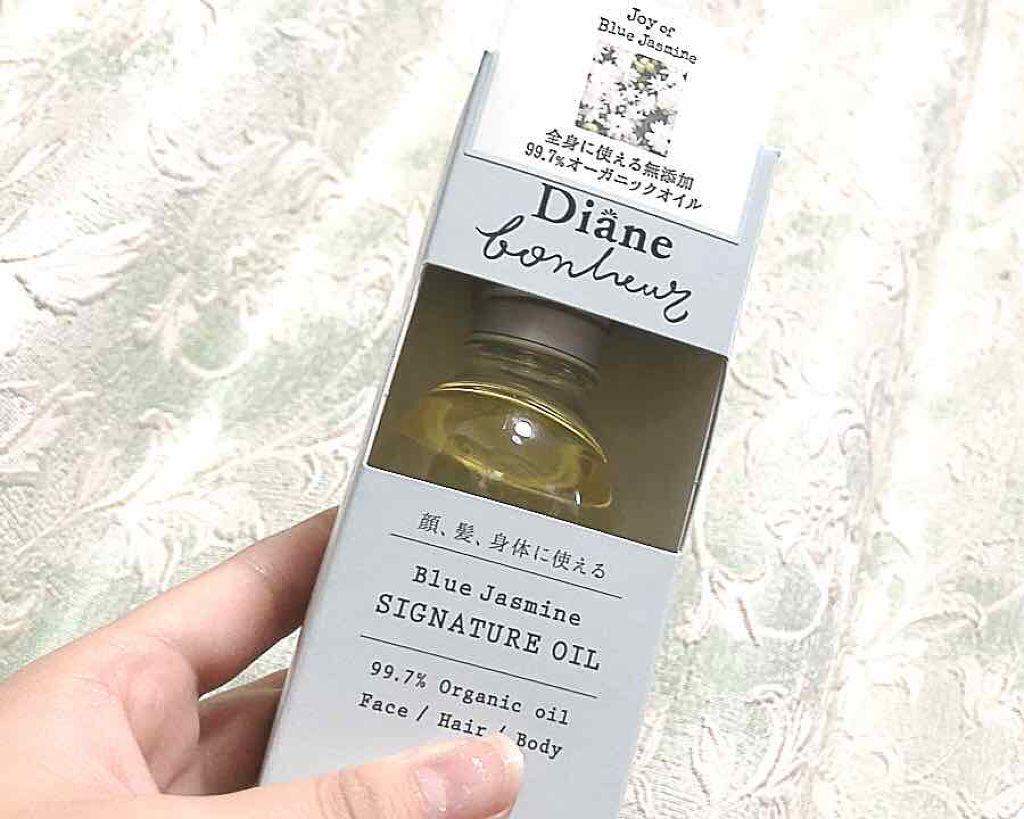 Joy of
Blue Jasmine
全身に使える無添加
99.7%オーガニックオイル
Diane
bonheur
顔、髪、身体に使える
Blue Jasmine
SIGNATURE OIL
99.7% Organic oil
Face / Hair / Body